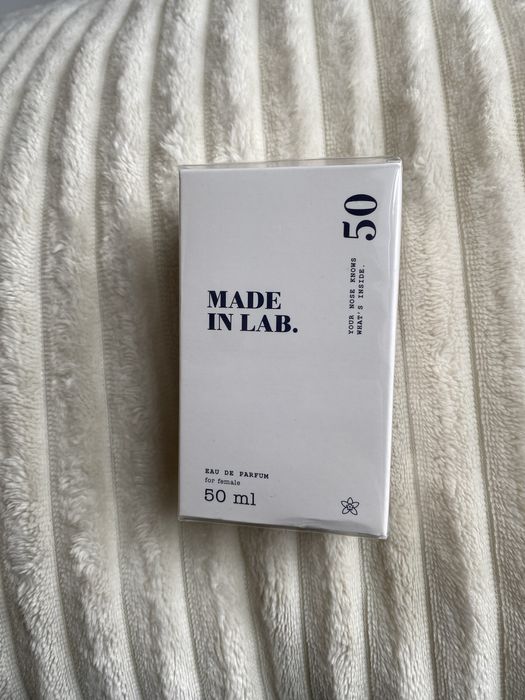 50
YOUR NOSE KNOWS
WHAT'S INSIDE.
MADE
IN LAB.
EAU DE PARFUM
for female
50 ml